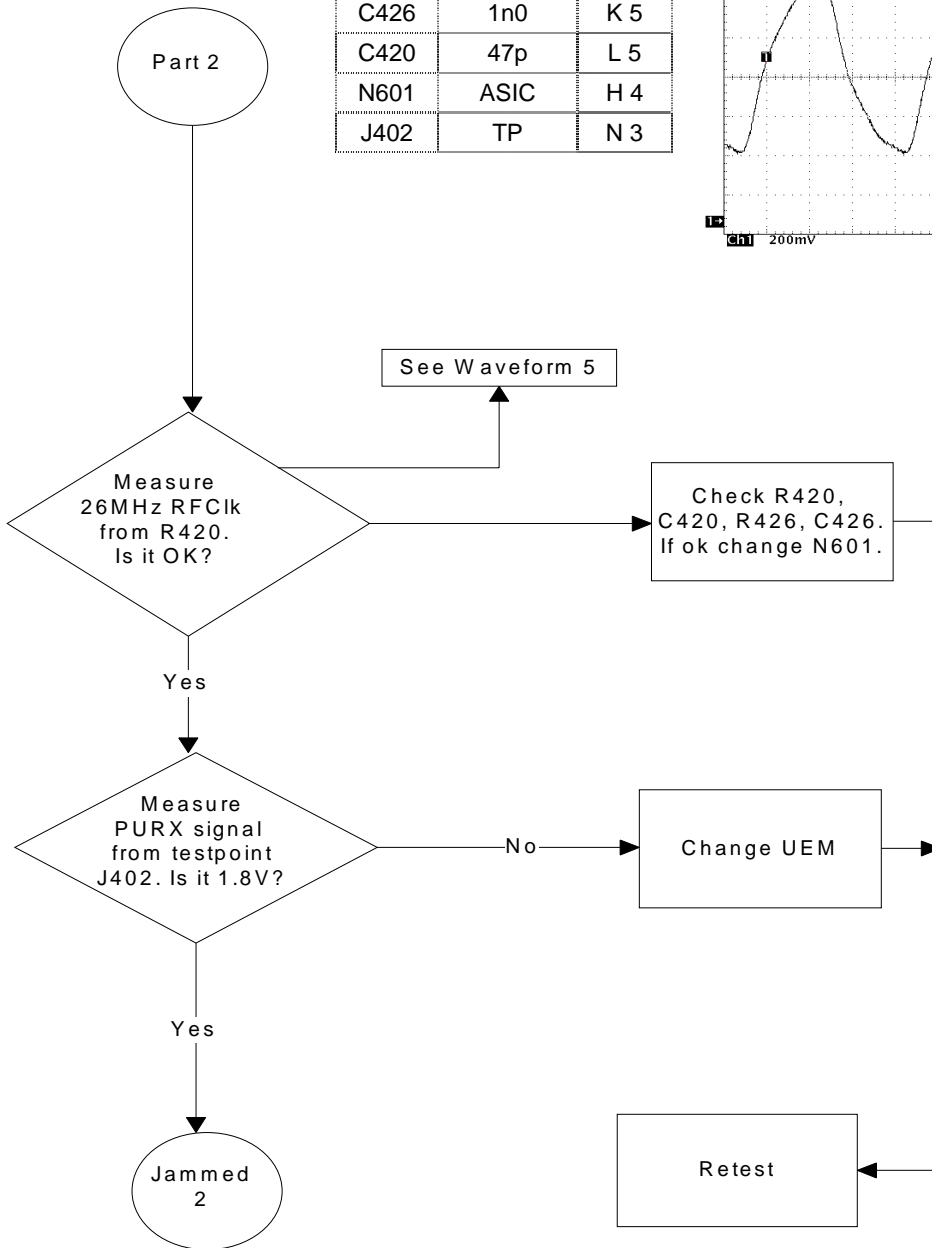 C426 1n0 K 5
C420 47p L 5
N601 ASIC H 4
J402 TP N 3
1
1
Ch1 200mV
Part 2
See Waveform 5
Measure
26MHz RFClk
from R420.
Is it OK?
Check R420,
C420, R426, C426.
If ok change N601.
Yes
Measure
PURX signal
from testpoint
J402. Is it 1.8V?
No
Change UEM
Yes
Jammed
2
Retest